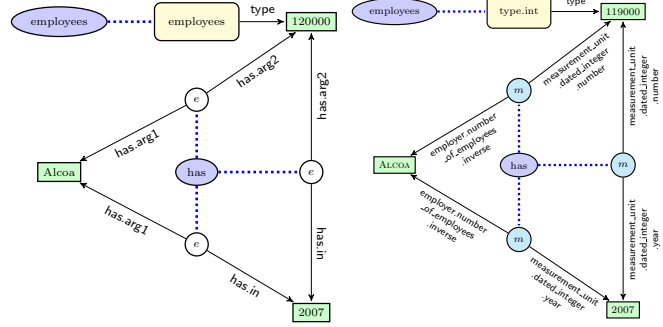 employees
employees
type
120000
has.arg2
e
has.arg2
has.arg1
Alcoa
has
e
has.arg1
e
has.in
has.in
2007
employees
type.int
type
119000
measurement_unit
.dated_integer
.number
m
measurement_unit
.dated_integer
.number
employer.number
_of_employees
.inverse
Alcoa
has
m
employer.number
_of_employees
.inverse
m
measurement_unit
.dated_integer
.year
measurement_unit
.dated_integer
.year
2007